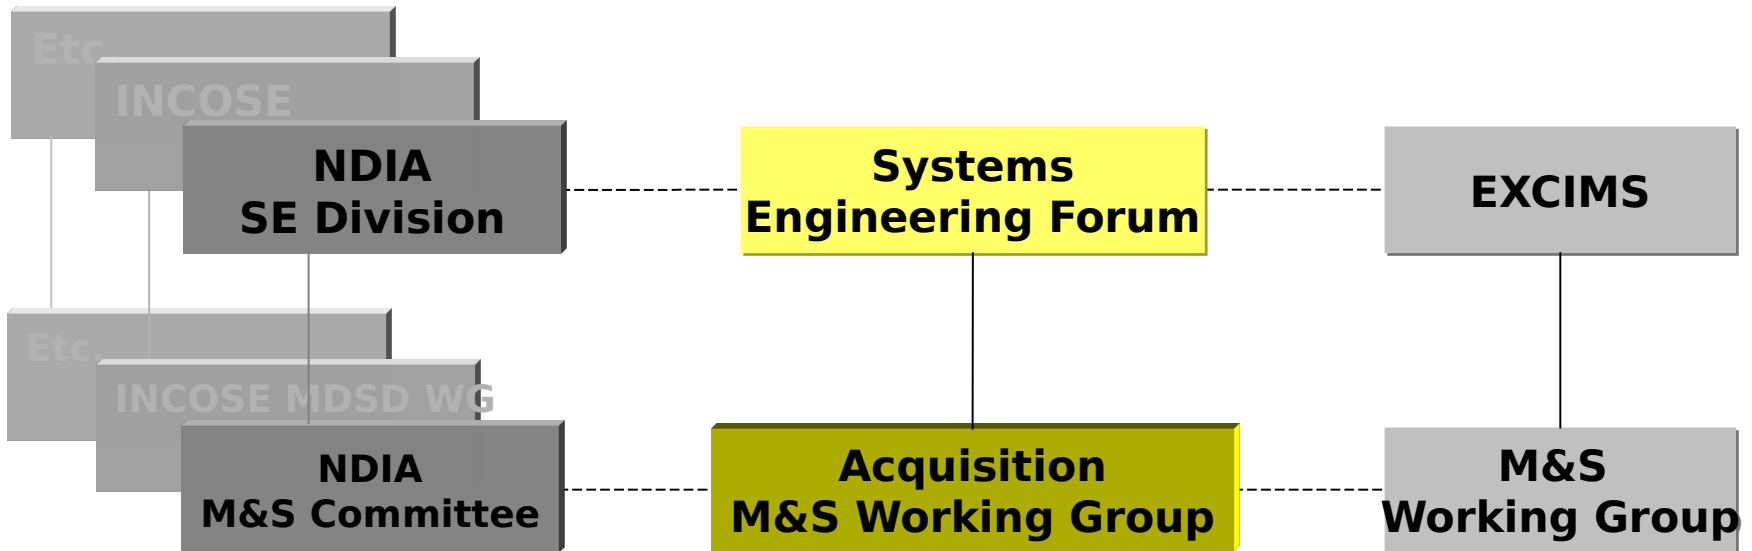 Etc.
INCOSE
NDIA
SE Division
Systems
Engineering Forum
EXCIMS
Etc.
INCOSE MDSD WG
NDIA
M&S Committee
Acquisition
M&S Working Group
M&S
Working Group